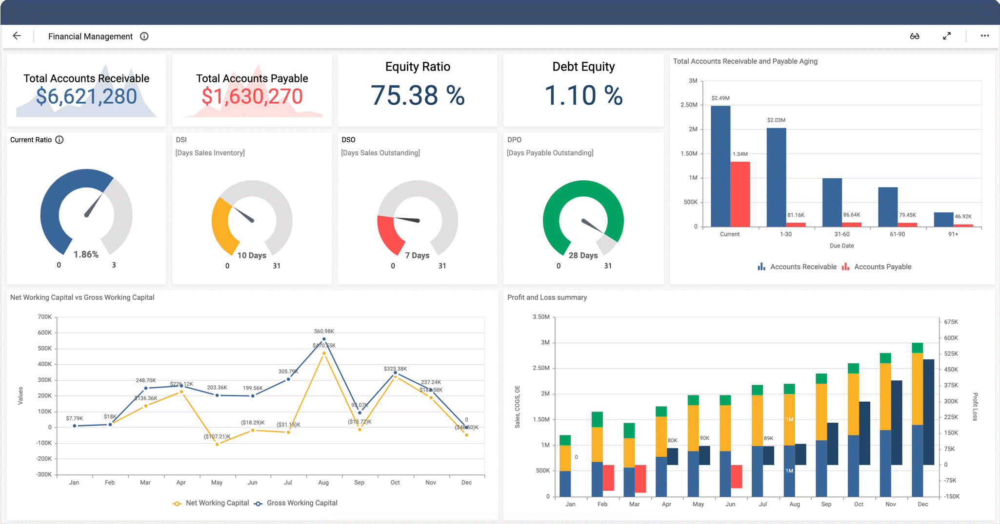 Financial Management
Total Accounts Receivable
$6,621,280
Total Accounts Payable
$1,630,270
Equity Ratio
75.38 %
Debt Equity
1.10 %
Total Accounts Receivable and Payable Aging
3M
2.50M
2M
1.50M
1M
500K
0
$2.49M
1.34M
$2.03M
81.16K
86.64K
79.45K
46.92K
Current
1-30
31-60
61-90
91+
Due Date
Accounts Receivable
Accounts Payable
Current Ratio
1.86%
0
3
DSI
[Days Sales Inventory]
10 Days
0
31
DSO
[Days Sales Outstanding]
7 Days
0
31
DPO
[Days Payable Outstanding]
28 Days
0
31
Net Working Capital vs Gross Working Capital
Values
700K
600K
500K
400K
300K
200K
100K
0
-100K
-200K
-300K
$7.79K
$18K
248.70K
$136.36K
$226.12K
203.36K
($107.21)K
199.56K
($18.29)K
305.79K
($31.15)K
560.98K
$470.55K
93.07K
($13.72)K
$323.38K
237.24K
0
Jan
Feb
Mar
Apr
May
Jun
Jul
Aug
Sep
Oct
Nov
Dec
Net Working Capital
Gross Working Capital
Profit and Loss summary
Sales, COGS, OE
3.50M
3M
2.50M
2M
1.50M
1M
500K
0
0
80K
90K
89K
1M
1M
675K
600K
525K
450K
375K
300K
225K
150K
75K
0
-75K
-150K
Profit Loss
Jan
Feb
Mar
Apr
May
Jun
Jul
Aug
Sep
Oct
Nov
Dec